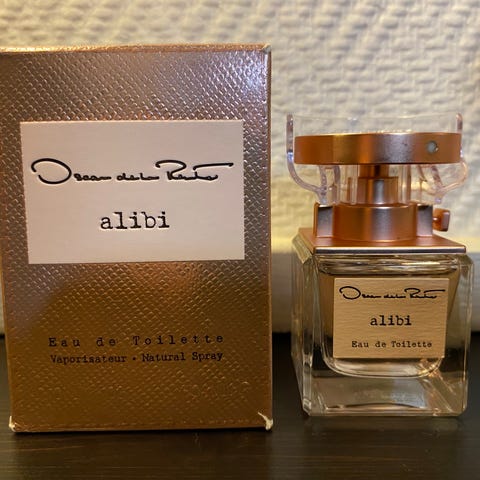 Oscar de la Renta
alibi
Eau de Toilette
Vaporisateur • Natural Spray
Oscar de la Renta
alibi
Eau de Toilette